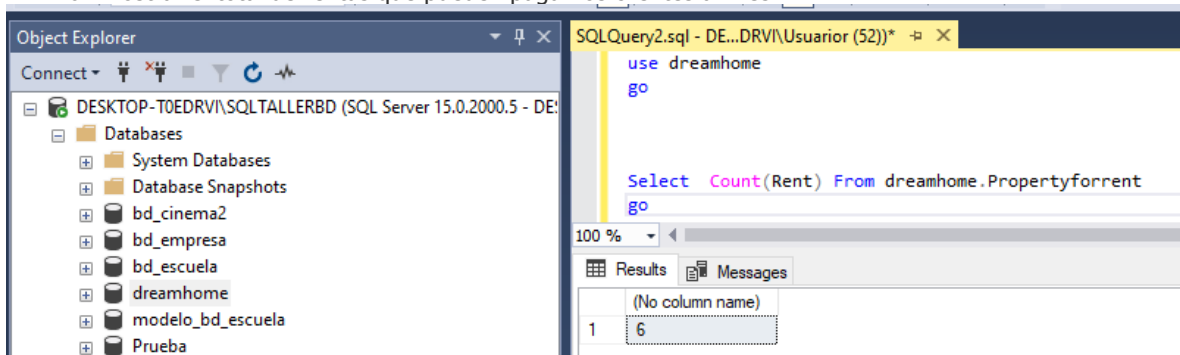 Object Explorer
Connect
DESKTOP-T0EDRVI\SQLTALLERBD (SQL Server 15.0.2000.5 - DE
Databases
System Databases
Database Snapshots
bd_cinema2
bd_empresa
bd_escuela
dreamhome
modelo_bd_escuela
Prueba
SQLQuery2.sql - DE...DRVI\Usuarior (52))*
use dreamhome
go
Select Count(Rent) From dreamhome.Propertyforrent
go
100 %
Results Messages
(No column name)
1 6